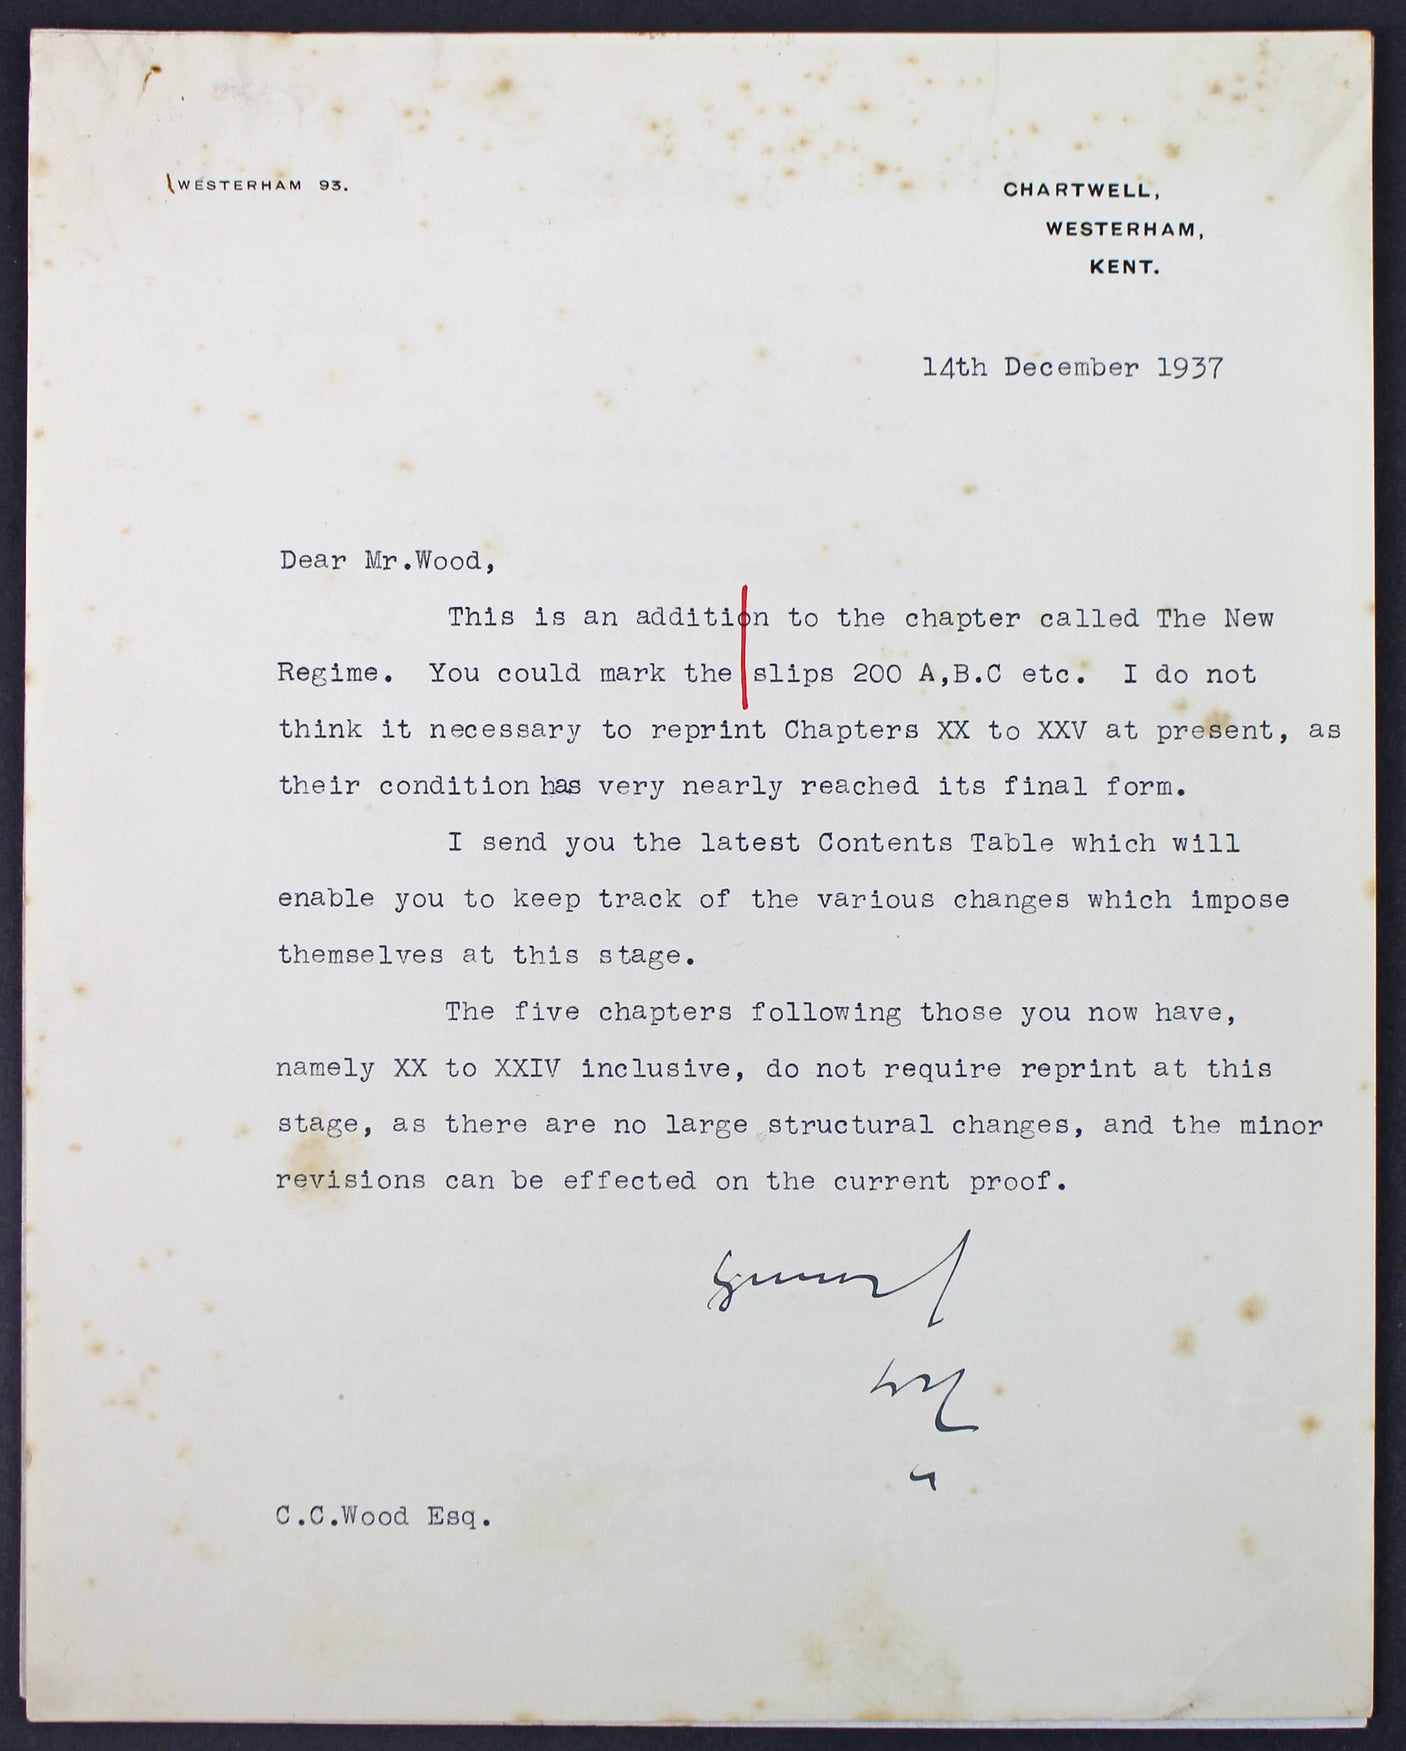 WESTERHAM 93.
CHARTWELL,
WESTERHAM,
KENT.
14th December 1937
Dear Mr.Wood,
This is an addition to the chapter called The New
Regime. You could mark the slips 200 A,B.C etc. I do not
think it necessary to reprint Chapters XX to XXV at present, as
their condition has very nearly reached its final form.
I send you the latest Contents Table which will
enable you to keep track of the various changes which impose
themselves at this stage.
The five chapters following those you now have,
namely XX to XXIV inclusive, do not require reprint at this
stage, as there are no large structural changes, and the minor
revisions can be effected on the current proof.
C.C.Wood Esq.